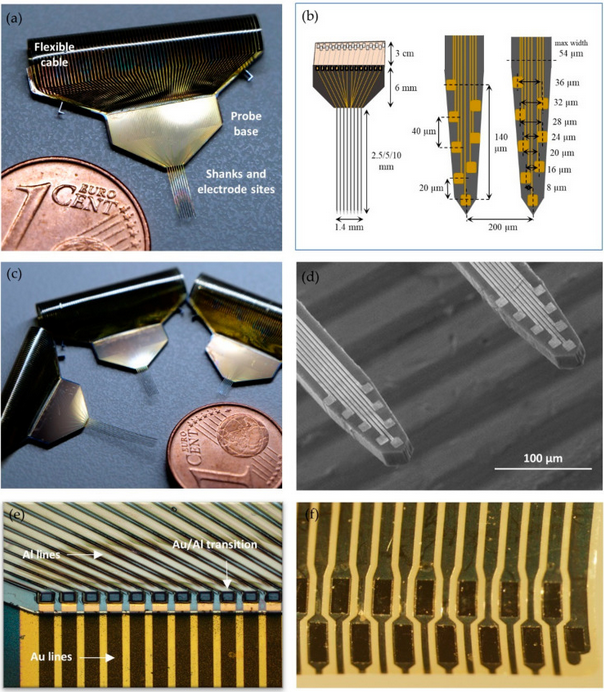 (a)
Flexible
cable
Probe
base
Shanks and
electrode sites
1
EURO
CENT
(b)
3 cm
6 mm
2.5/5/10
mm
1.4 mm
40 µm
20 µm
140
µm
200 µm
max width
54 µm
36 µm
32 µm
28 µm
24 µm
20 µm
16 µm
8 µm
(c)
1
EURO
CENT
(d)
100 µm
(e)
Al lines
Au/Al transition
Au lines
(f)